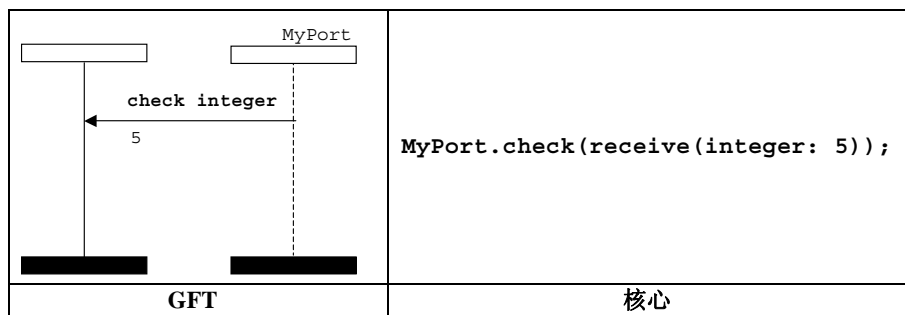 MyPort
check integer
5
MyPort.check(receive(integer: 5));
GFT
核心